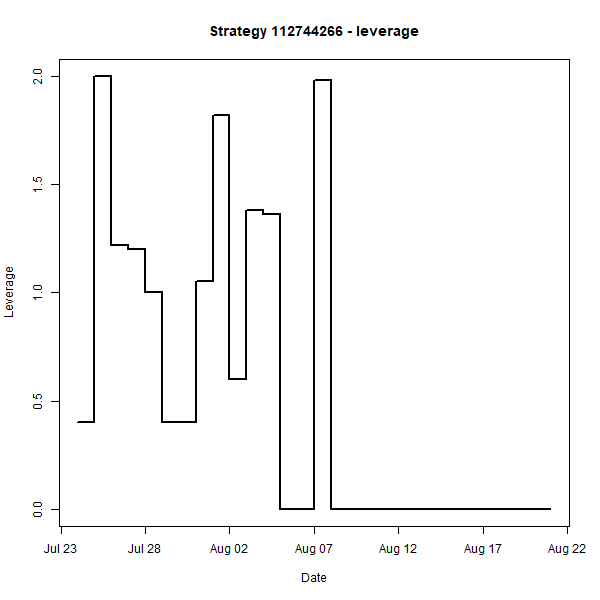 Strategy 112744266 - leverage
2.0
1.5
1.0
0.5
0.0
Leverage
Jul 23 Jul 28 Aug 02 Aug 07 Aug 12 Aug 17 Aug 22
Date